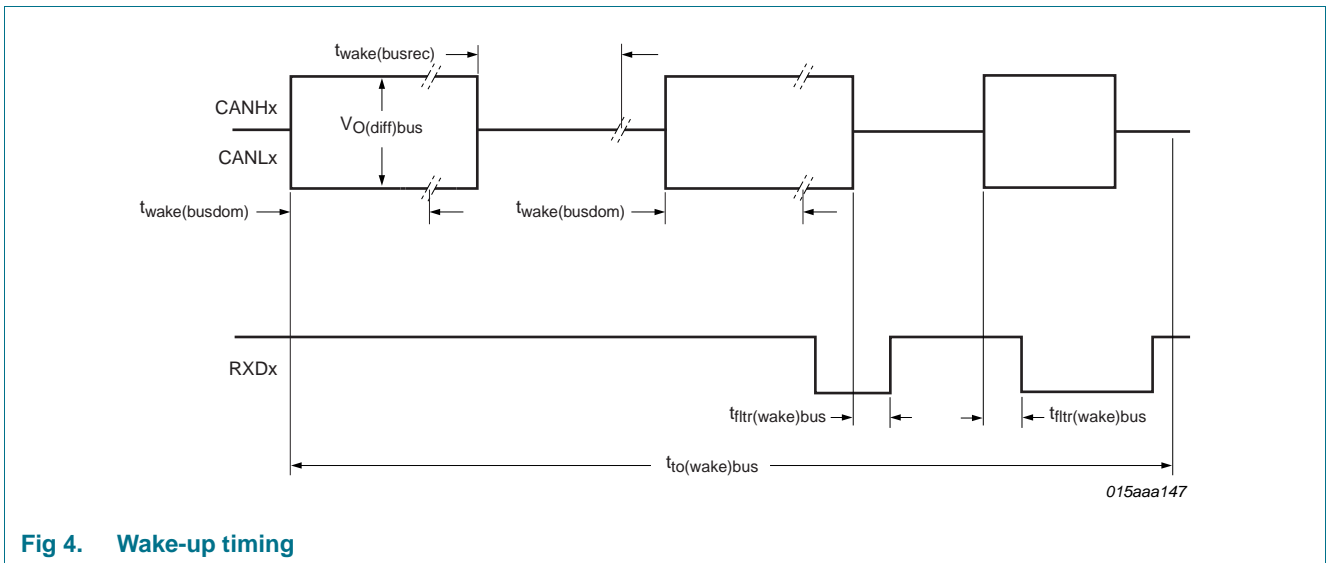 twake(busrec)
CANHx
VO(diff)bus
CANLx
twake(busdom)
twake(busdom)
RXDx
tfltr(wake)bus
tfltr(wake)bus
tto(wake)bus
015aaa147
Fig 4. Wake-up timing